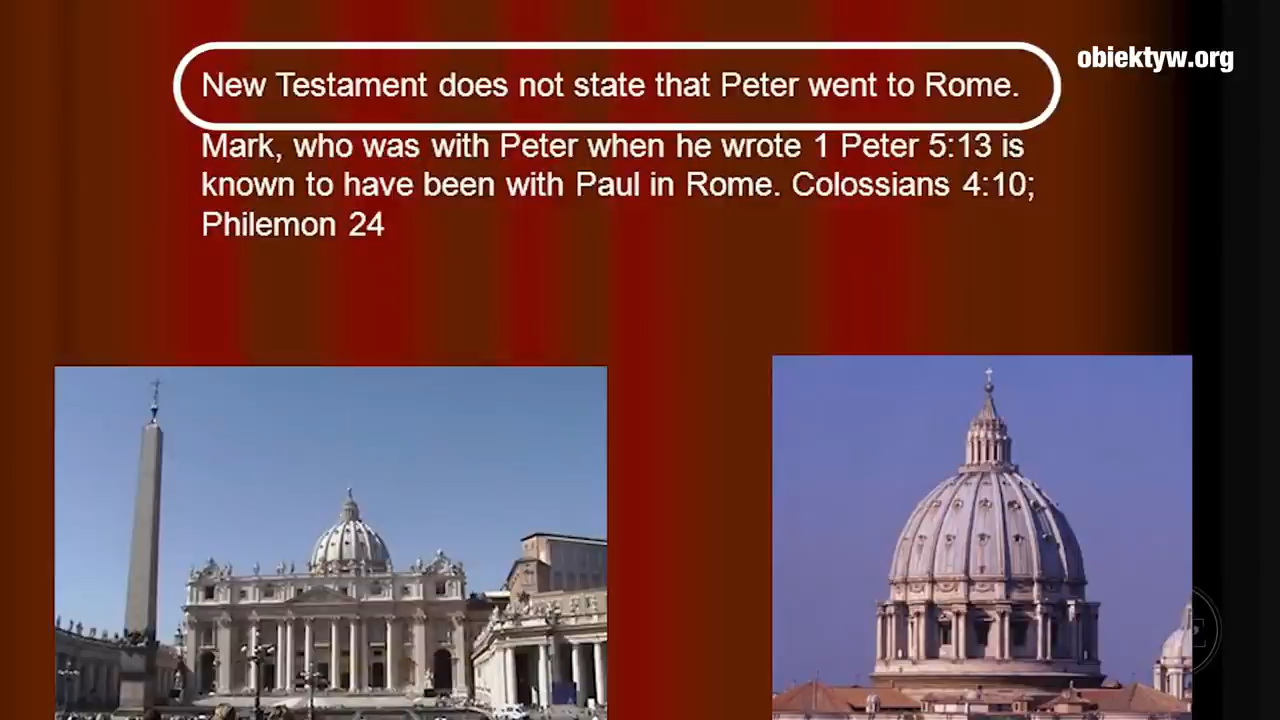 obiektyw.org
New Testament does not state that Peter went to Rome.
Mark, who was with Peter when he wrote 1 Peter 5:13 is
known to have been with Paul in Rome. Colossians 4:10;
Philemon 24